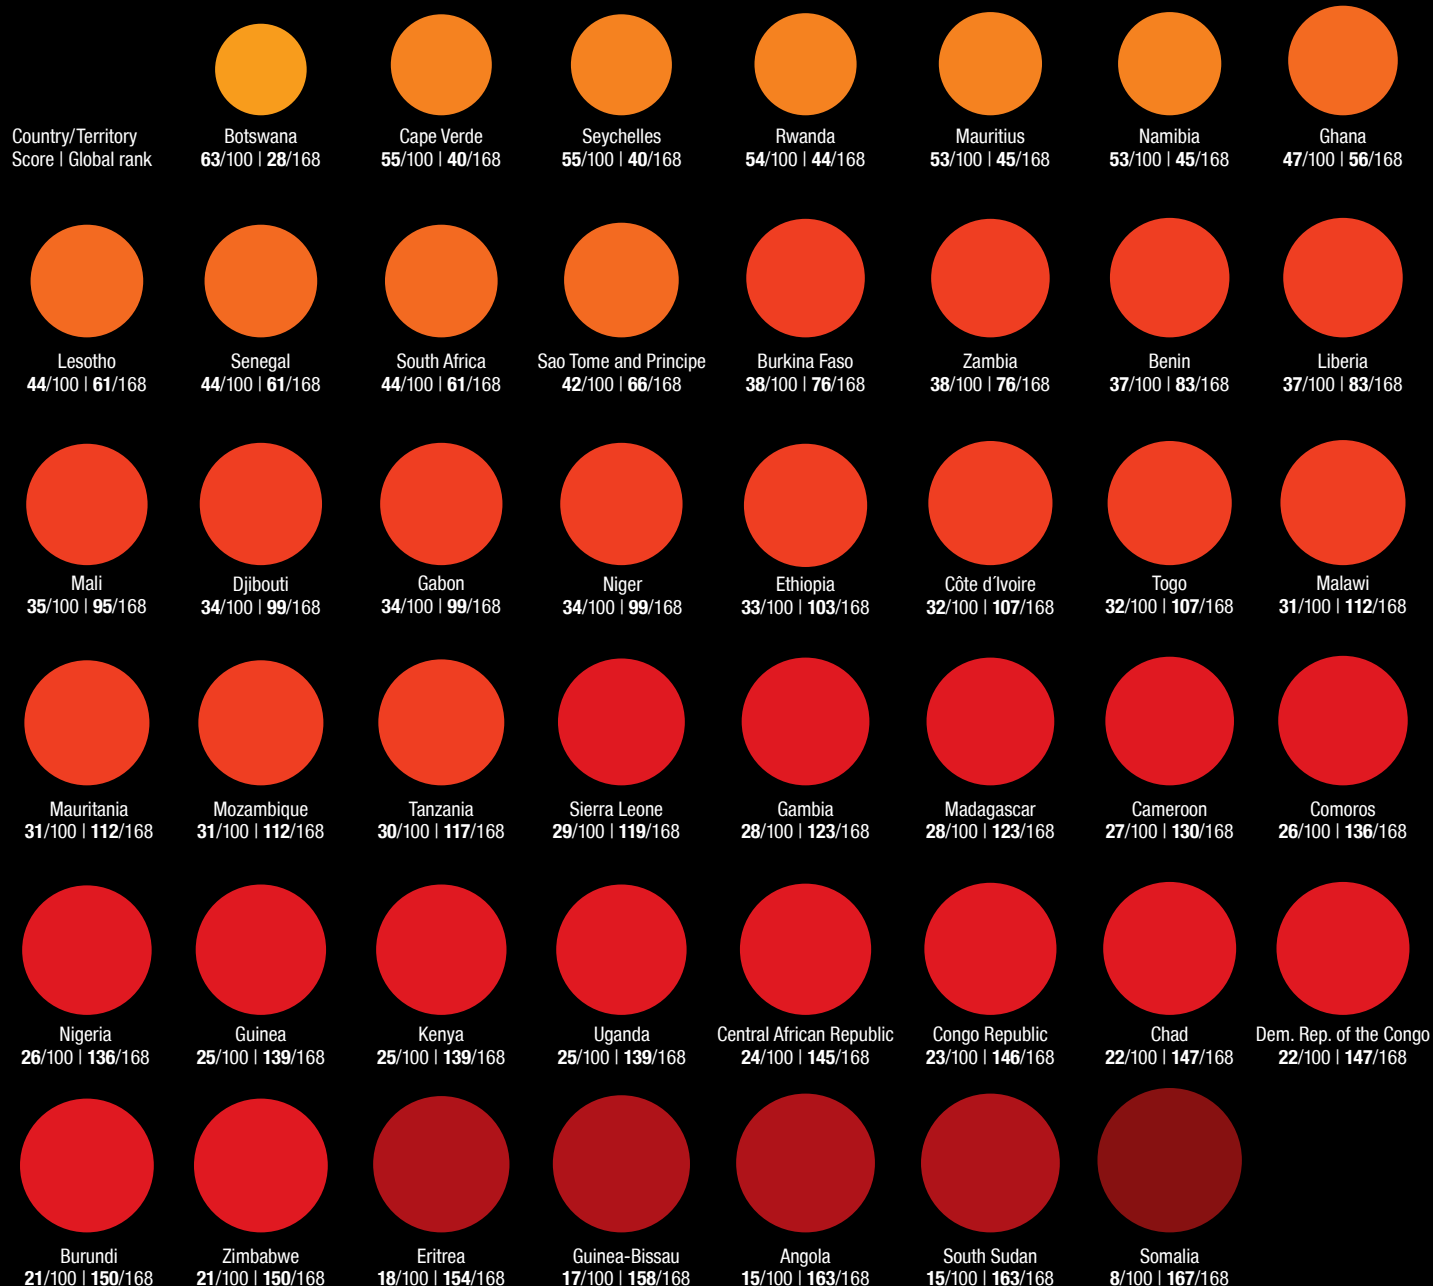 Country/Territory
Score | Global rank
Botswana
63/100 | 28/168
Cape Verde
55/100 | 40/168
Seychelles
55/100 | 40/168
Rwanda
54/100 | 44/168
Mauritius
53/100 | 45/168
Namibia
53/100 | 45/168
Ghana
47/100 | 56/168
Lesotho
44/100 | 61/168
Senegal
44/100 | 61/168
South Africa
44/100 | 61/168
Sao Tome and Principe
42/100 | 66/168
Burkina Faso
38/100 | 76/168
Zambia
38/100 | 76/168
Benin
37/100 | 83/168
Liberia
37/100 | 83/168
Mali
35/100 | 95/168
Djibouti
34/100 | 99/168
Gabon
34/100 | 99/168
Niger
34/100 | 99/168
Ethiopia
33/100 | 103/168
Côte d´Ivoire
32/100 | 107/168
Togo
32/100 | 107/168
Malawi
31/100 | 112/168
Mauritania
31/100 | 112/168
Mozambique
31/100 | 112/168
Tanzania
30/100 | 117/168
Sierra Leone
29/100 | 119/168
Gambia
28/100 | 123/168
Madagascar
28/100 | 123/168
Cameroon
27/100 | 130/168
Comoros
26/100 | 136/168
Nigeria
26/100 | 136/168
Guinea
25/100 | 139/168
Kenya
25/100 | 139/168
Uganda
25/100 | 139/168
Central African Republic
24/100 | 145/168
Congo Republic
23/100 | 146/168
Chad
22/100 | 147/168
Dem. Rep. of the Congo
22/100 | 147/168
Burundi
21/100 | 150/168
Zimbabwe
21/100 | 150/168
Eritrea
18/100 | 154/168
Guinea-Bissau
17/100 | 158/168
Angola
15/100 | 163/168
South Sudan
15/100 | 163/168
Somalia
8/100 | 167/168